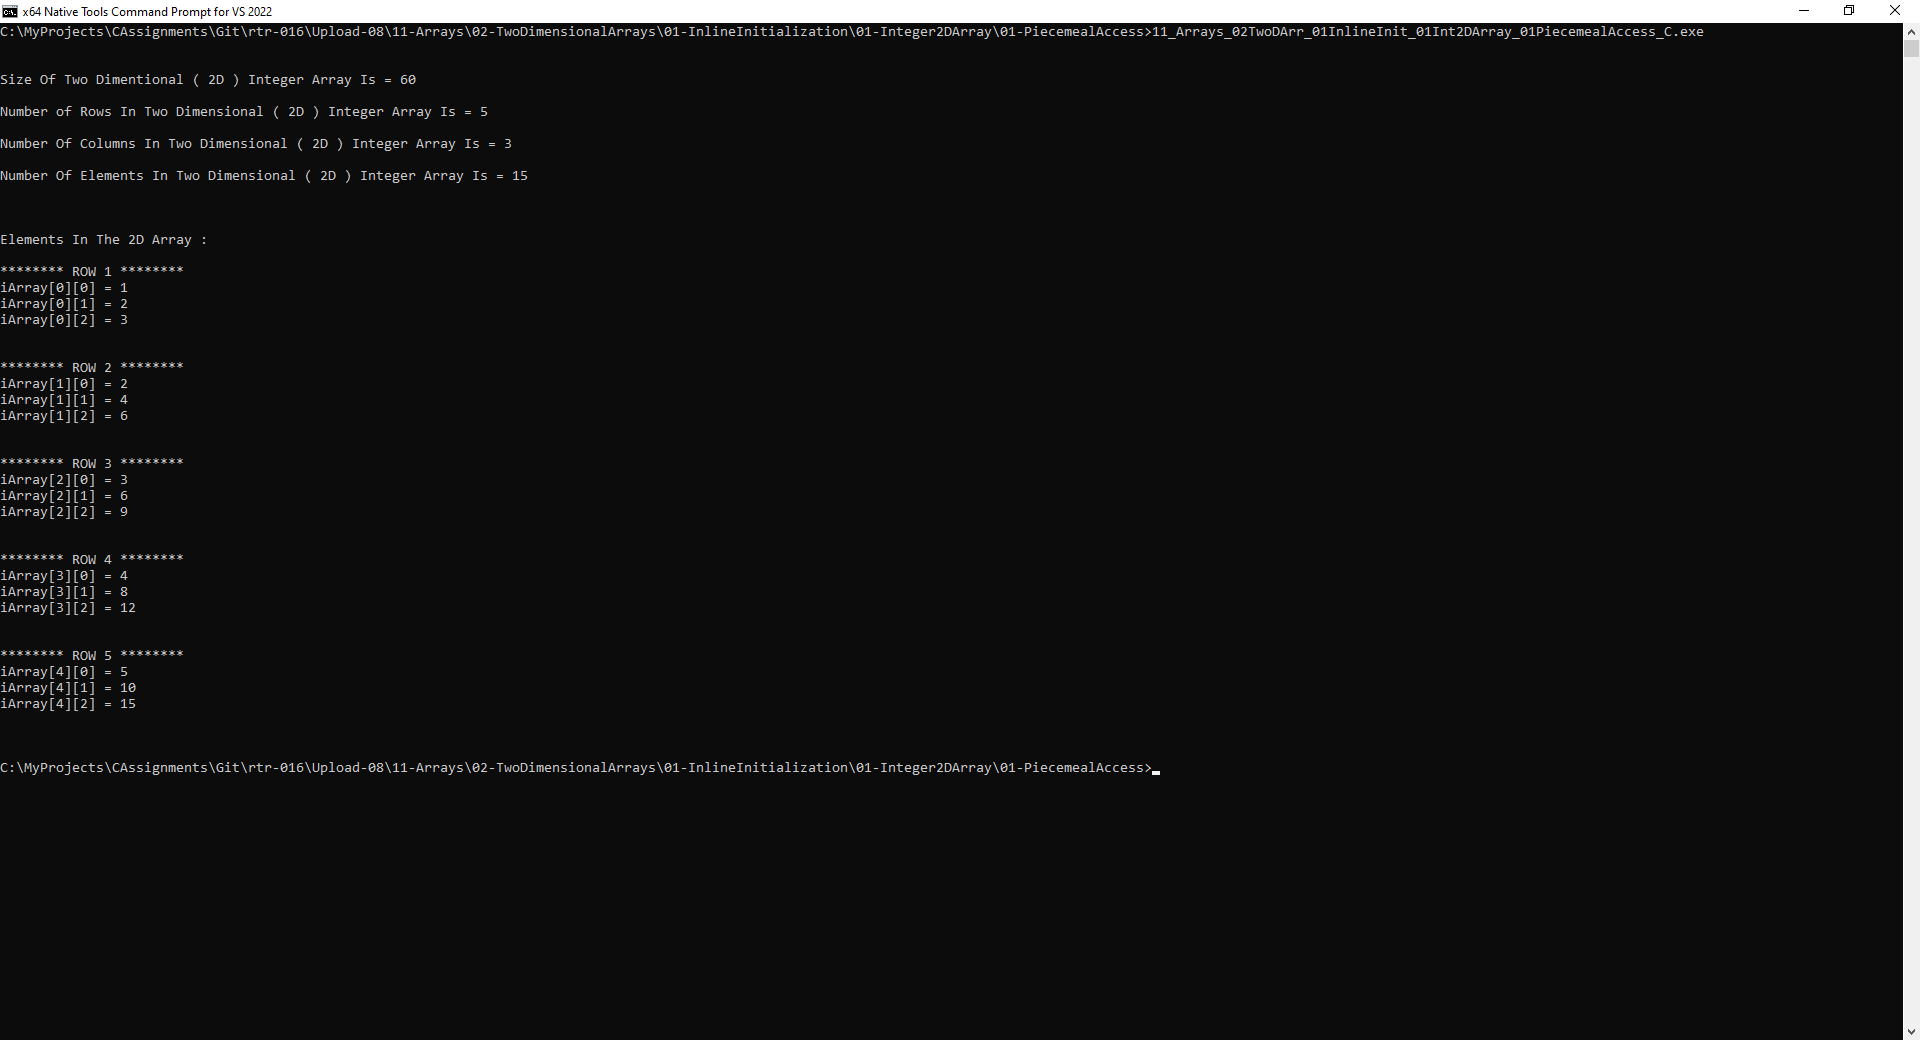 x64 Native Tools Command Prompt for VS 2022
C:\MyProjects\CAssignments\Git\rtr-016\Upload-08\11-Arrays\02-TwoDimensionalArrays\01-InlineInitialization\01-Integer2DArray\01-PiecemealAccess>11_Arrays_02TwoDArr_01InlineInit_01Int2DArray_01PiecemealAccess_C.exe
Size Of Two Dimentional ( 2D ) Integer Array Is = 60
Number of Rows In Two Dimensional ( 2D ) Integer Array Is = 5
Number Of Columns In Two Dimensional ( 2D ) Integer Array Is = 3
Number Of Elements In Two Dimensional ( 2D ) Integer Array Is = 15
Elements In The 2D Array :
******** ROW 1 ********
iArray[0][0] = 1
iArray[0][1] = 2
iArray[0][2] = 3
******** ROW 2 ********
iArray[1][0] = 2
iArray[1][1] = 4
iArray[1][2] = 6
******** ROW 3 ********
iArray[2][0] = 3
iArray[2][1] = 6
iArray[2][2] = 9
******** ROW 4 ********
iArray[3][0] = 4
iArray[3][1] = 8
iArray[3][2] = 12
******** ROW 5 ********
iArray[4][0] = 5
iArray[4][1] = 10
iArray[4][2] = 15
C:\MyProjects\CAssignments\Git\rtr-016\Upload-08\11-Arrays\02-TwoDimensionalArrays\01-InlineInitialization\01-Integer2DArray\01-PiecemealAccess>